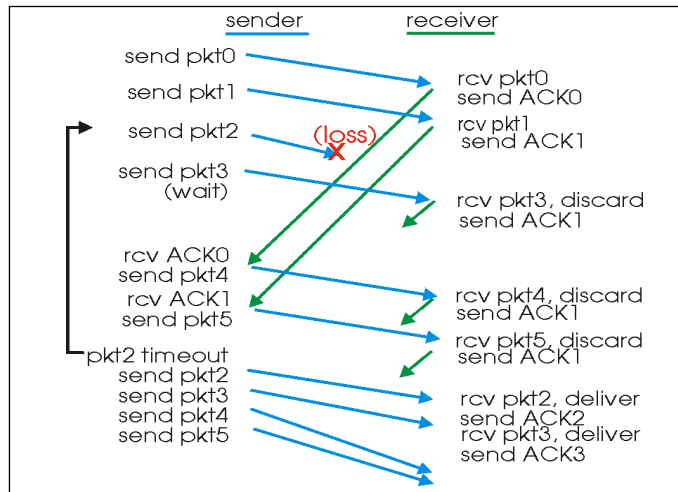 sender
receiver
send pkt0
send pkt1
send pkt2
(loss)
X
send pkt3
(wait)
rcv ACK0
send pkt4
rcv ACK1
send pkt5
pkt2 timeout
send pkt2
send pkt3
send pkt4
send pkt5
rcv pkt0
send ACK0
rcv pkt1
send ACK1
rcv pkt3, discard
send ACK1
rcv pkt4, discard
send ACK1
rcv pkt5, discard
send ACK1
rcv pkt2, deliver
send ACK2
rcv pkt3, deliver
send ACK3